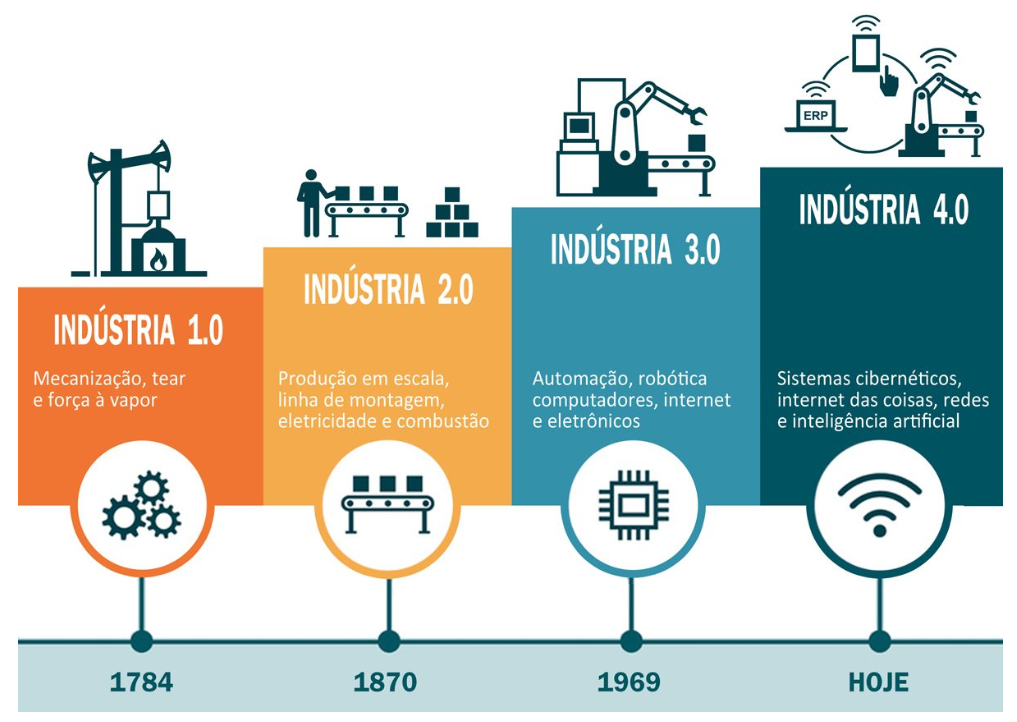 ERP
INDÚSTRIA 1.0
Mecanização, tear
e força à vapor
INDÚSTRIA 2.0
Produção em escala,
linha de montagem,
eletricidade e combustão
INDÚSTRIA 3.0
Automação, robótica
computadores, internet
e eletrônicos
INDÚSTRIA 4.0
Sistemas cibernéticos,
internet das coisas, redes
e inteligência artificial
1784
1870
1969
HOJE